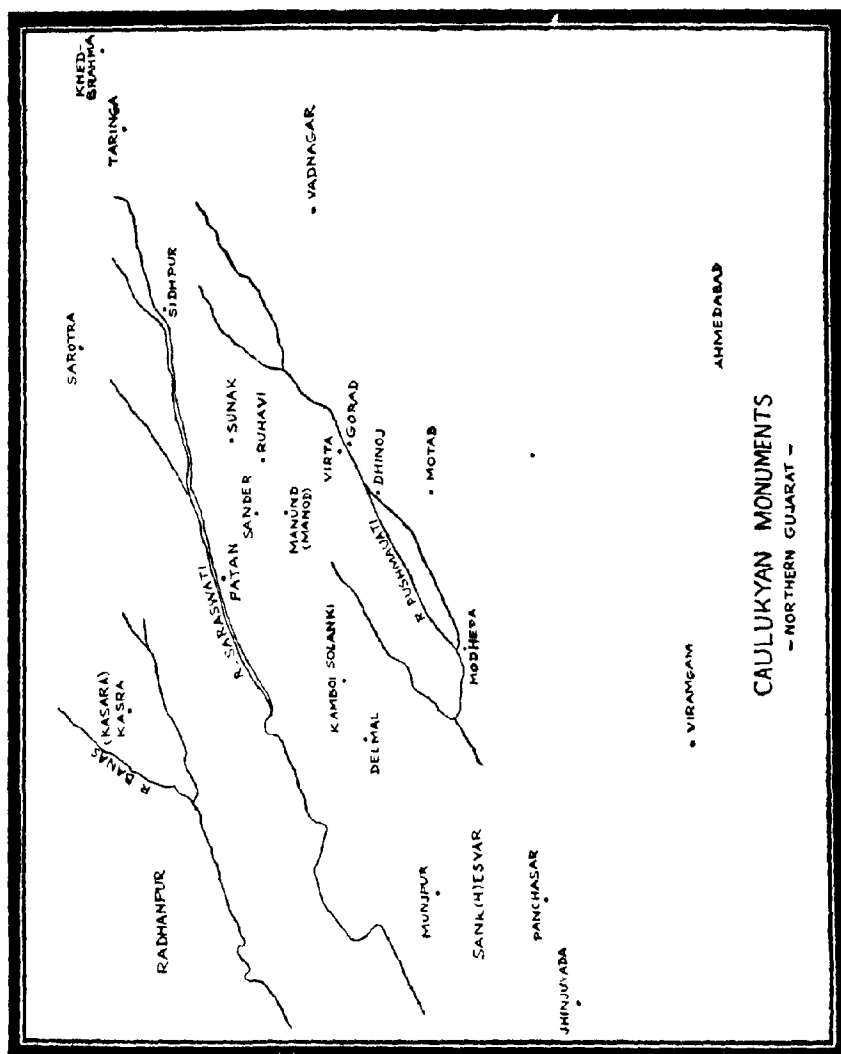 KHED-
BRAHMA
TARINGA
VADNAGAR
SIDHPUR
SAROTRA
AHMEDABAD
SUNAK
RUHAVI
GORAD
VIRTA
DHINOJ
MOTAB
SANDER
MANUND
(MANOD)
PATAN
R. SARASWATI
R PUSHMAVATI
KAMBOI SOLANKI
DELMAL
MODHERA
(KASARA)
KASRA
R BANAS
RADHANPUR
MUNJPUR
SANK(H)ESVAR
PANCHASAR
JHINJUVADA
VIRAMGAM
CAULUKYAN MONUMENTS
- NORTHERN GUJARAT -